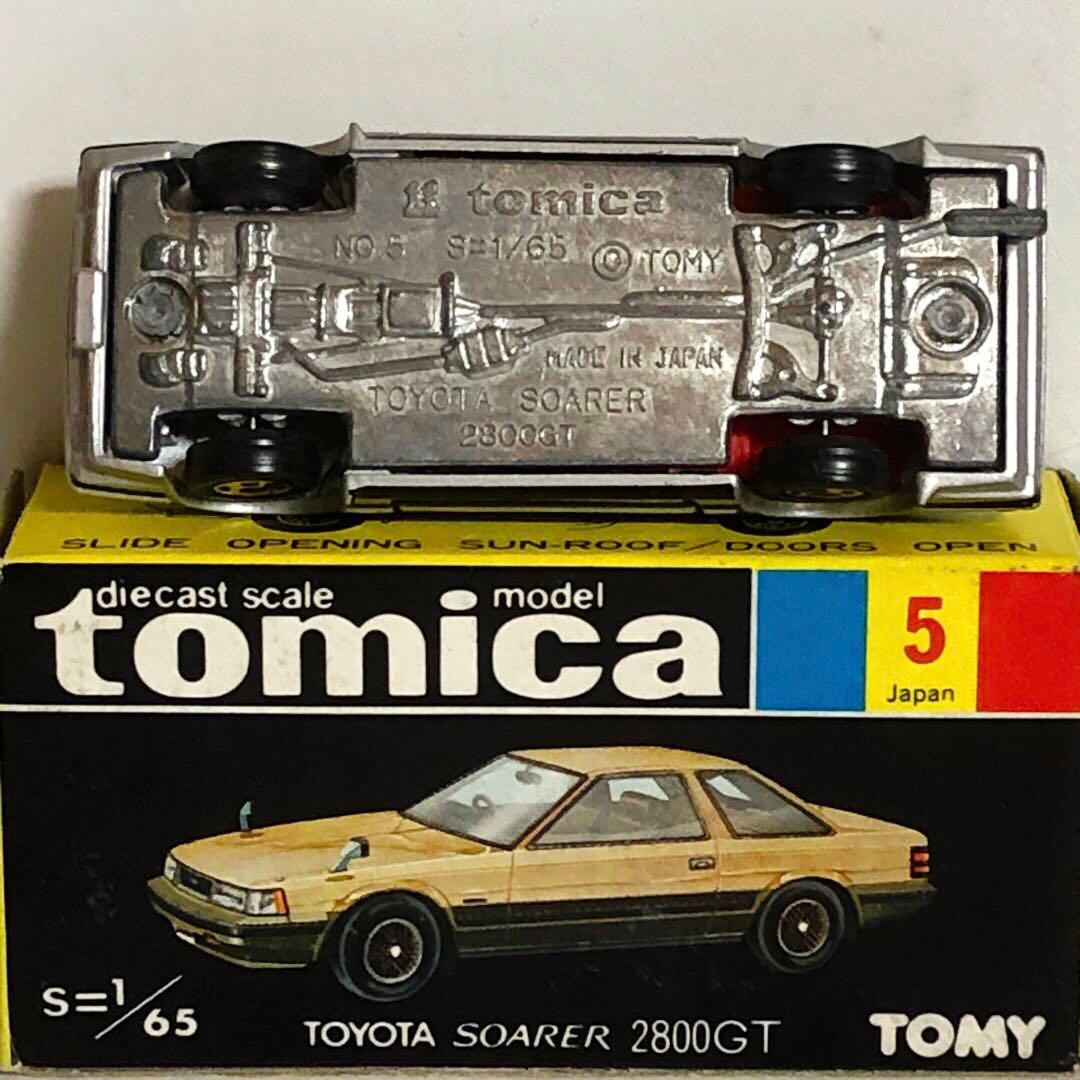 tomica
NO.5 S=1/65 © TOMY
MADE IN JAPAN
TOYOTA SOARER
2800GT
SLIDE OPENING SUN-ROOF/DOORS OPEN
diecast scale model
tomica
5
Japan
S=1/65
TOYOTA SOARER 2800GT
TOMY